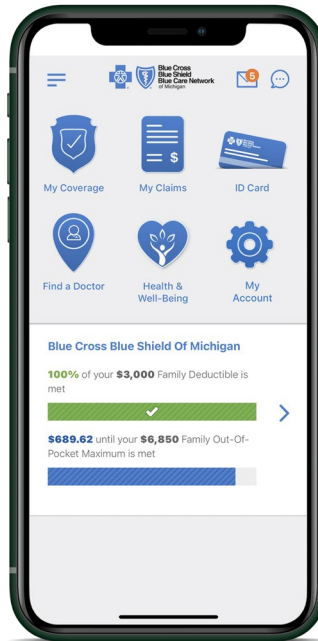 Blue Cross
Blue Shield
Blue Care Network
of Michigan
5
My Coverage
My Claims
ID Card
$
Find a Doctor
Health &
Well-Being
My
Account
Blue Cross Blue Shield Of Michigan
100% of your $3,000 Family Deductible is
met
$689.62 until your $6,850 Family Out-Of-
Pocket Maximum is met